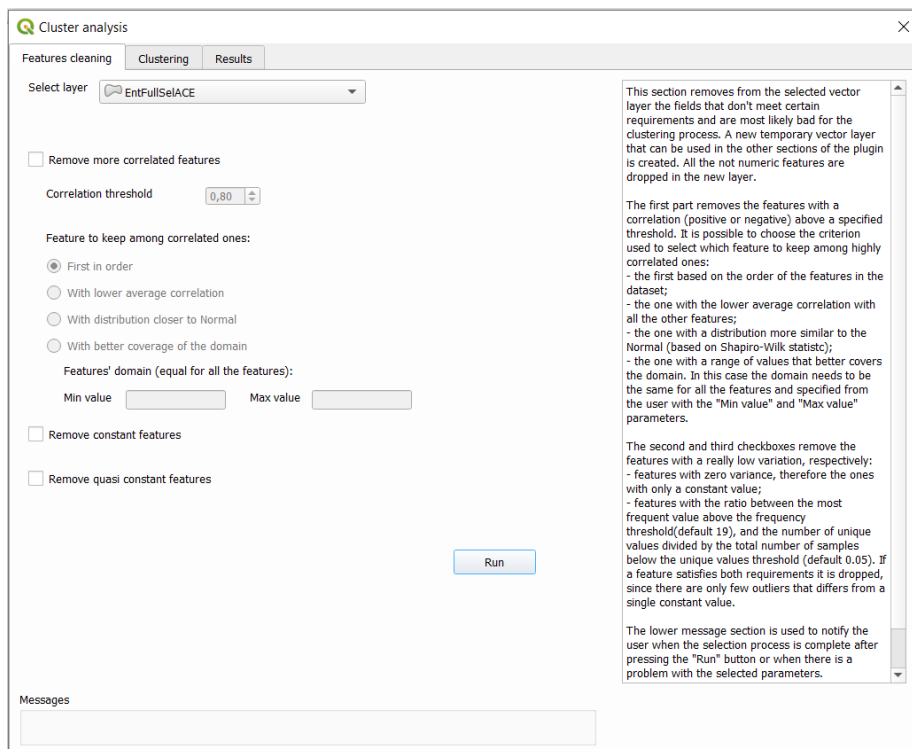 Cluster analysis
Features cleaning
Clustering
Results
Select layer
EntFullSelACE
Remove more correlated features
Correlation threshold
0,80
Feature to keep among correlated ones:
First in order
With lower average correlation
With distribution closer to Normal
With better coverage of the domain
Features' domain (equal for all the features):
Min value
Max value
Remove constant features
Remove quasi constant features
Run
This section removes from the selected vector
layer the fields that don't meet certain
requirements and are most likely bad for the
clustering process. A new temporary vector layer
that can be used in the other sections of the plugin
is created. All the not numeric features are
dropped in the new layer.
The first part removes the features with a
correlation (positive or negative) above a specified
threshold. It is possible to choose the criterion
used to select which feature to keep among highly
correlated ones:
- the first based on the order of the features in the
dataset;
- the one with the lower average correlation with
all the other features;
- the one with a distribution more similar to the
Normal (based on Shapiro-Wilk statistc);
- the one with a range of values that better covers
the domain. In this case the domain needs to be
the same for all the features and specified from
the user with the "Min value" and "Max value"
parameters.
The second and third checkboxes remove the
features with a really low variation, respectively:
- features with zero variance, therefore the ones
with only a constant value;
- features with the ratio between the most
frequent value above the frequency
threshold(default 19), and the number of unique
values divided by the total number of samples
below the unique values threshold (default 0.05). If
a feature satisfies both requirements it is dropped,
since there are only few outliers that differs from a
single constant value.
The lower message section is used to notify the
user when the selection process is complete after
pressing the "Run" button or when there is a
problem with the selected parameters.
Messages